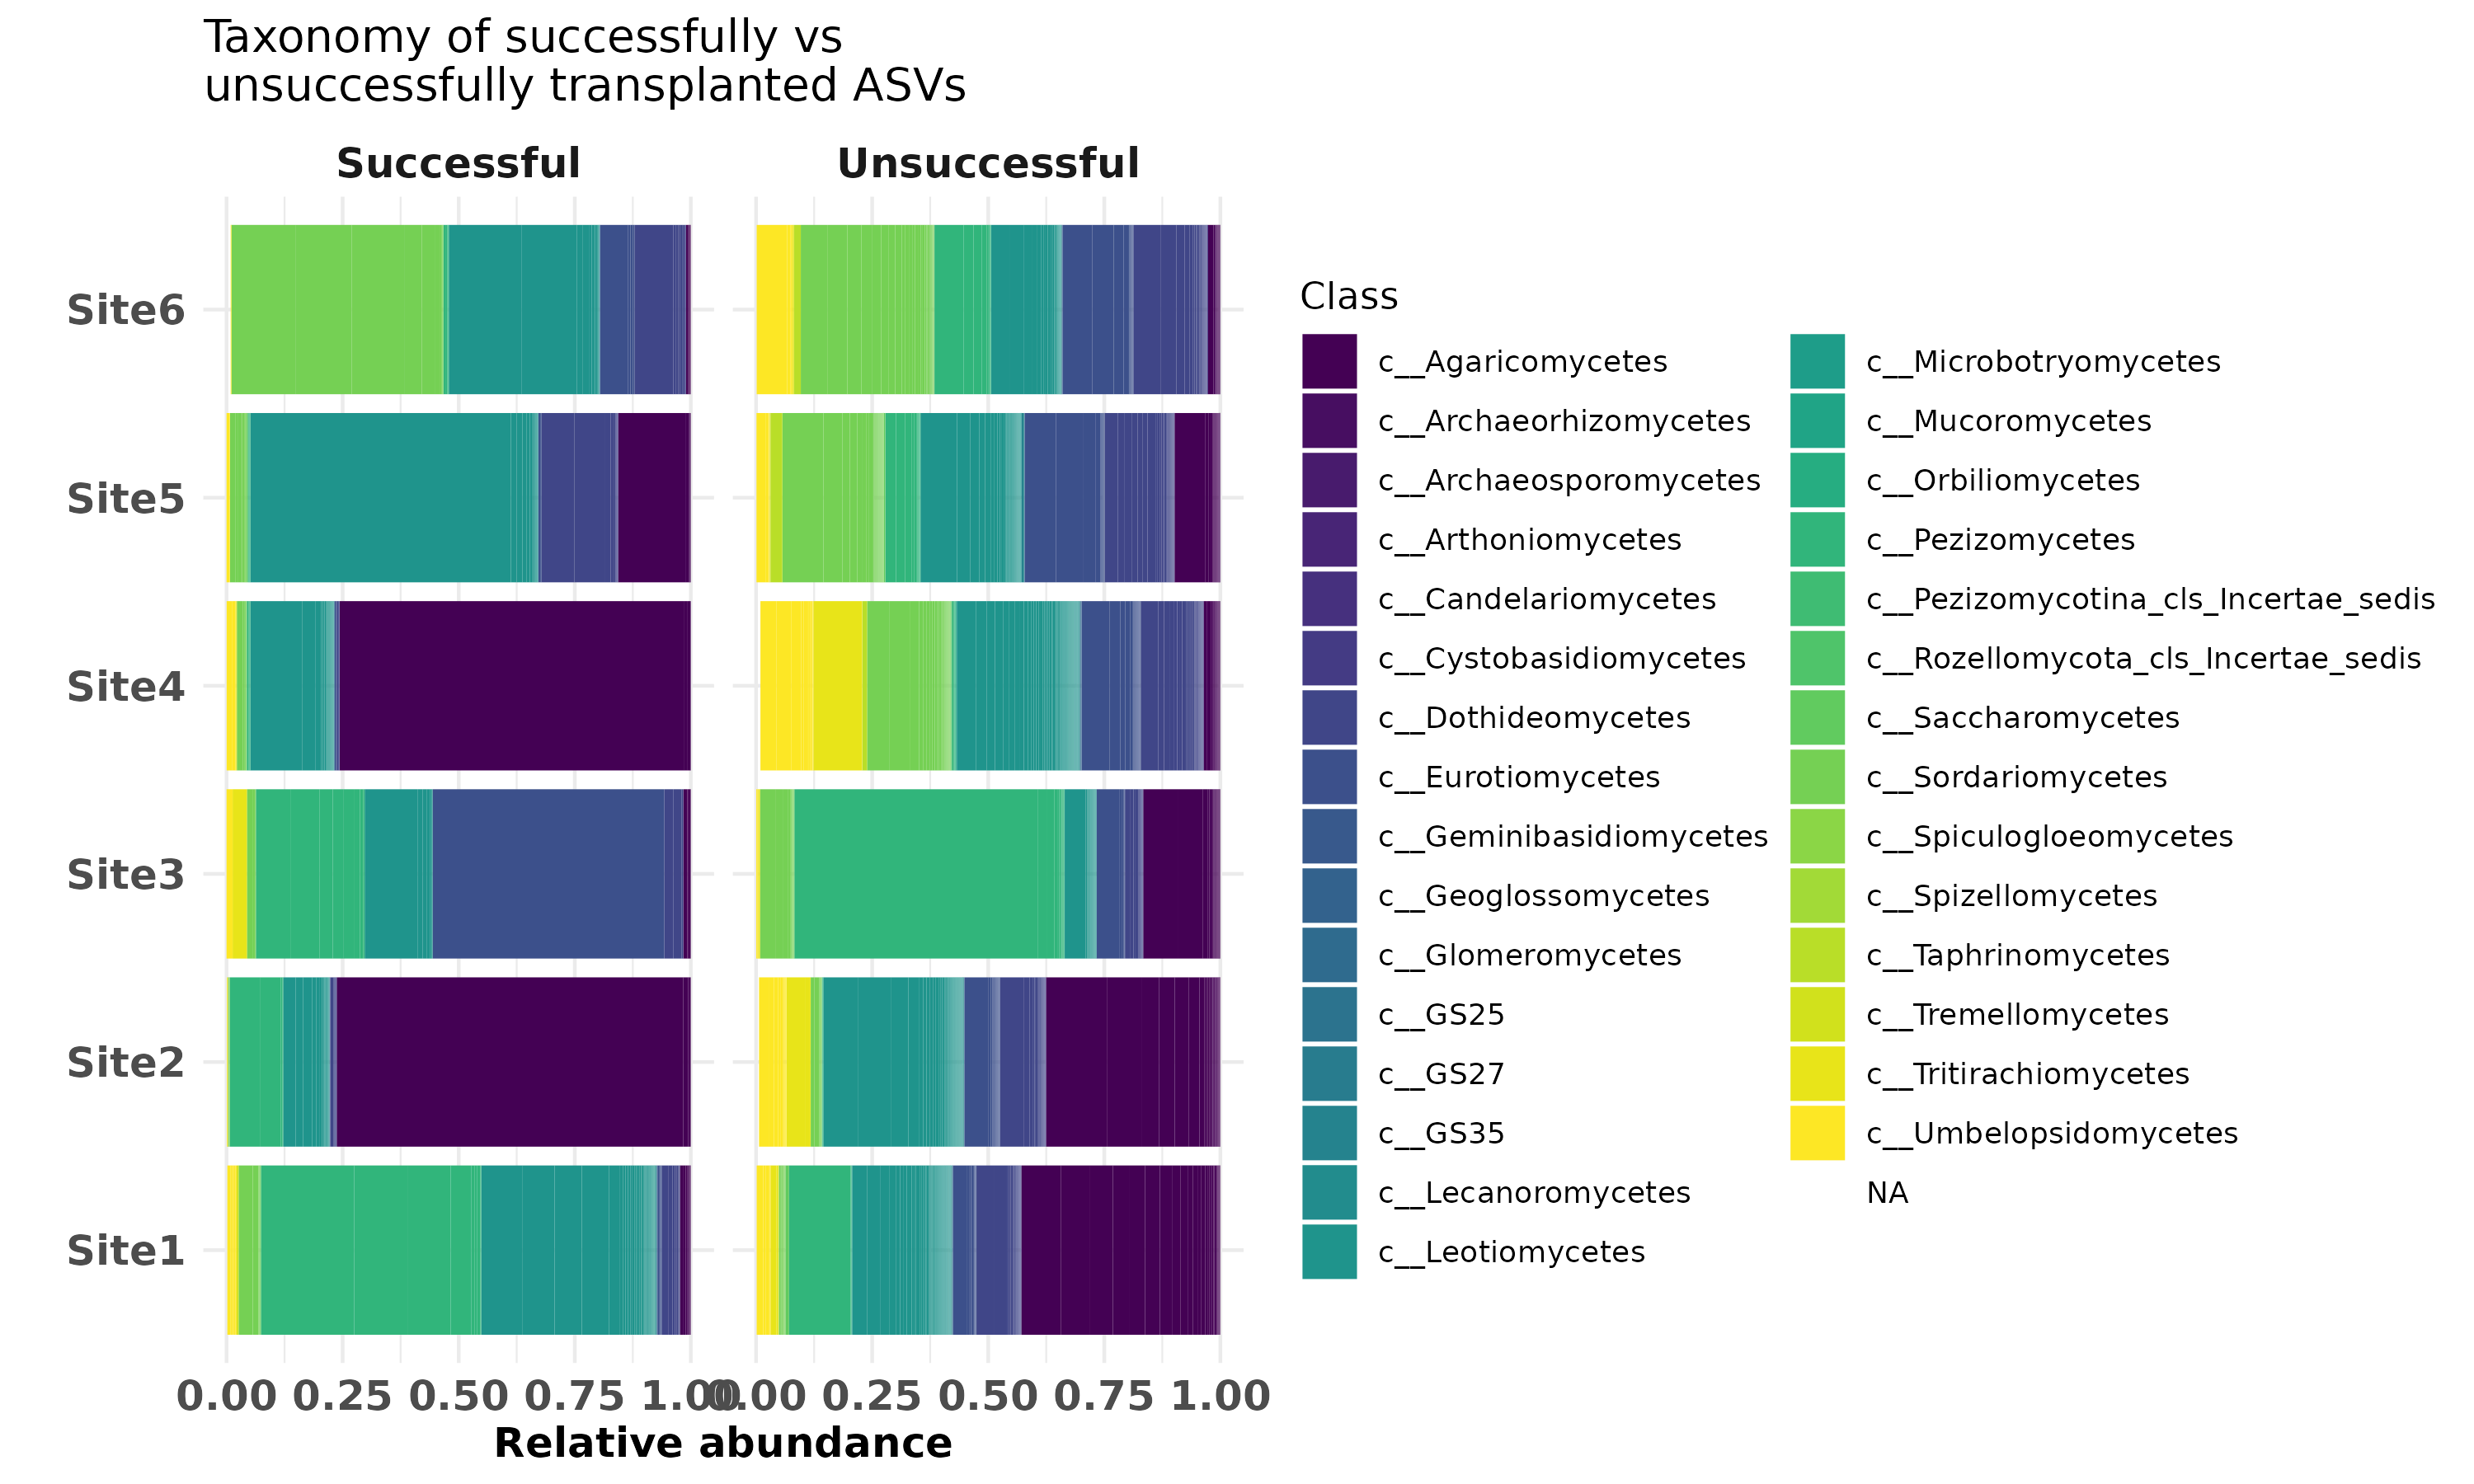 Taxonomy of successfully vs
unsuccessfully transplanted ASVs
Successful
Unsuccessful
Site6
Site5
Site4
Site3
Site2
Site1
0.00 0.25 0.50 0.75 1.00
0.00 0.25 0.50 0.75 1.00
Relative abundance
Class
c__Agaricomycetes
c__Archaeorhizomycetes
c__Archaeosporomycetes
c__Arthoniomycetes
c__Candelariomycetes
c__Cystobasidiomycetes
c__Dothideomycetes
c__Eurotiomycetes
c__Geminibasidiomycetes
c__Geoglossomycetes
c__Glomeromycetes
c__GS25
c__GS27
c__GS35
c__Lecanoromycetes
c__Leotiomycetes
c__Microbotryomycetes
c__Mucoromycetes
c__Orbiliomycetes
c__Pezizomycetes
c__Pezizomycotina_cls_Incertae_sedis
c__Rozellomycota_cls_Incertae_sedis
c__Saccharomycetes
c__Sordariomycetes
c__Spiculogloeomycetes
c__Spizellomycetes
c__Taphrinomycetes
c__Tremellomycetes
c__Tritirachiomycetes
c__Umbelopsidomycetes
NA